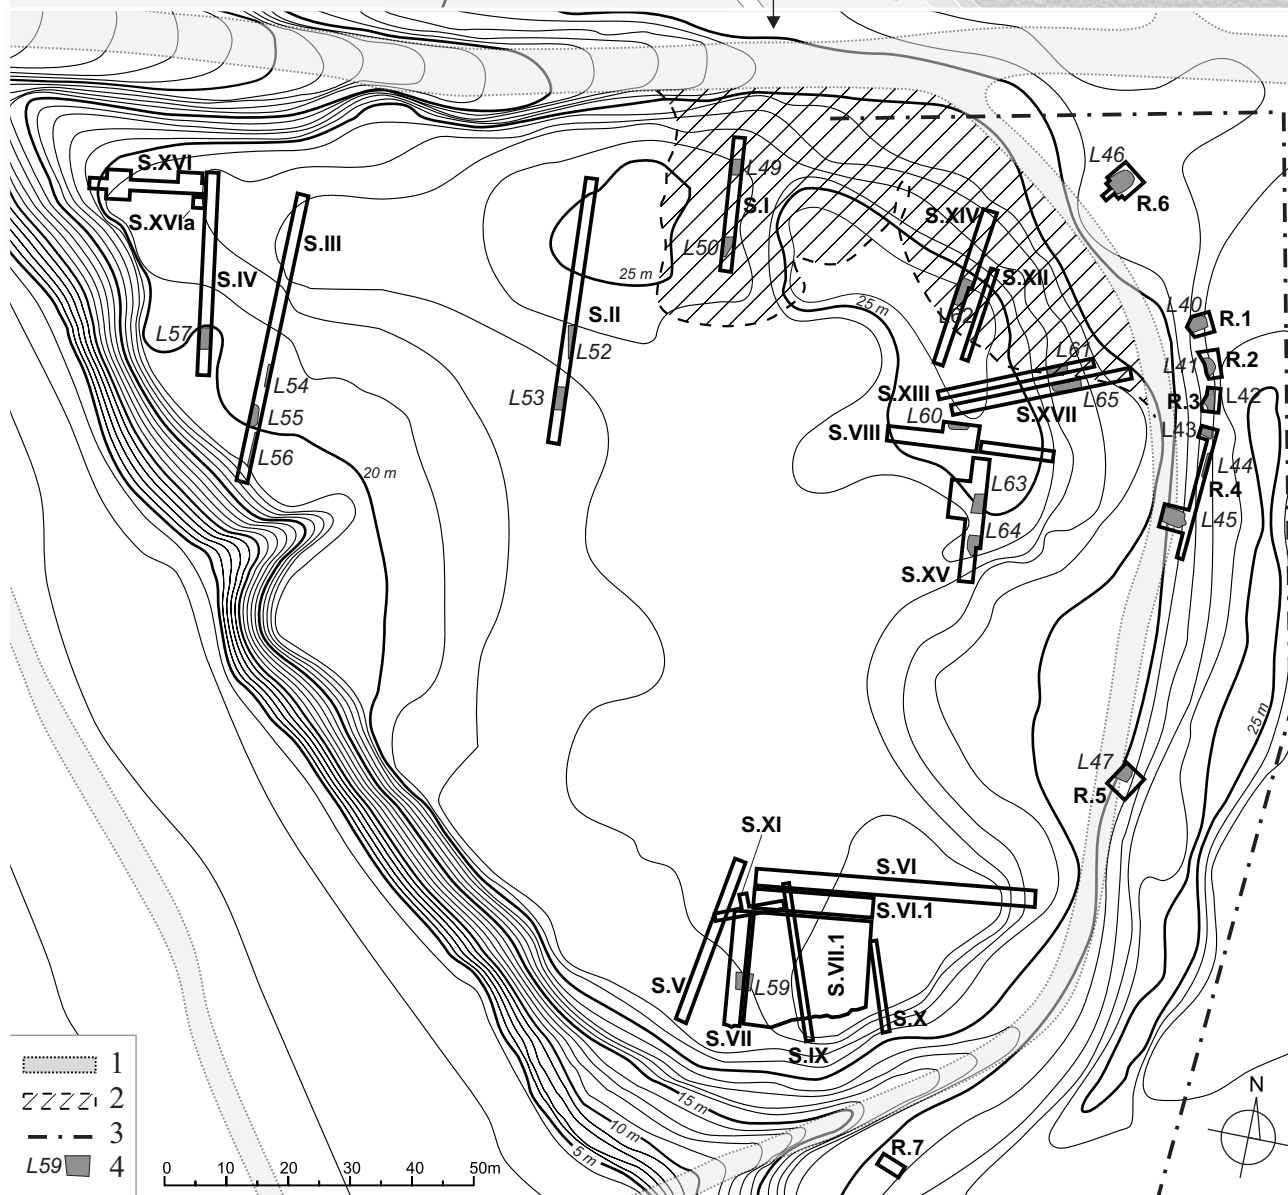 L46
S.XVI
L49
R.6
S.I
S.XIV
S.XVIa
S.III
L50
25 m
S.XII
S.IV
25 m
L40
R.1
L62
S.II
L57
L52
L61
L41
R.2
L54
S.XIII
L65
L53
R.3
L42
L55
L60
S.XVII
S.VIII
L43
L56
L44
20 m
L63
R.4
L45
L64
S.XV
25 m
L47
R.5
S.XI
S.VI
S.VI.1
S.VII.1
S.V
L59
S.X
S.VII
S.IX
1
N
2
15 m
10 m
3
R.7
5 m
L59 4
0 10 20 30 40 50m